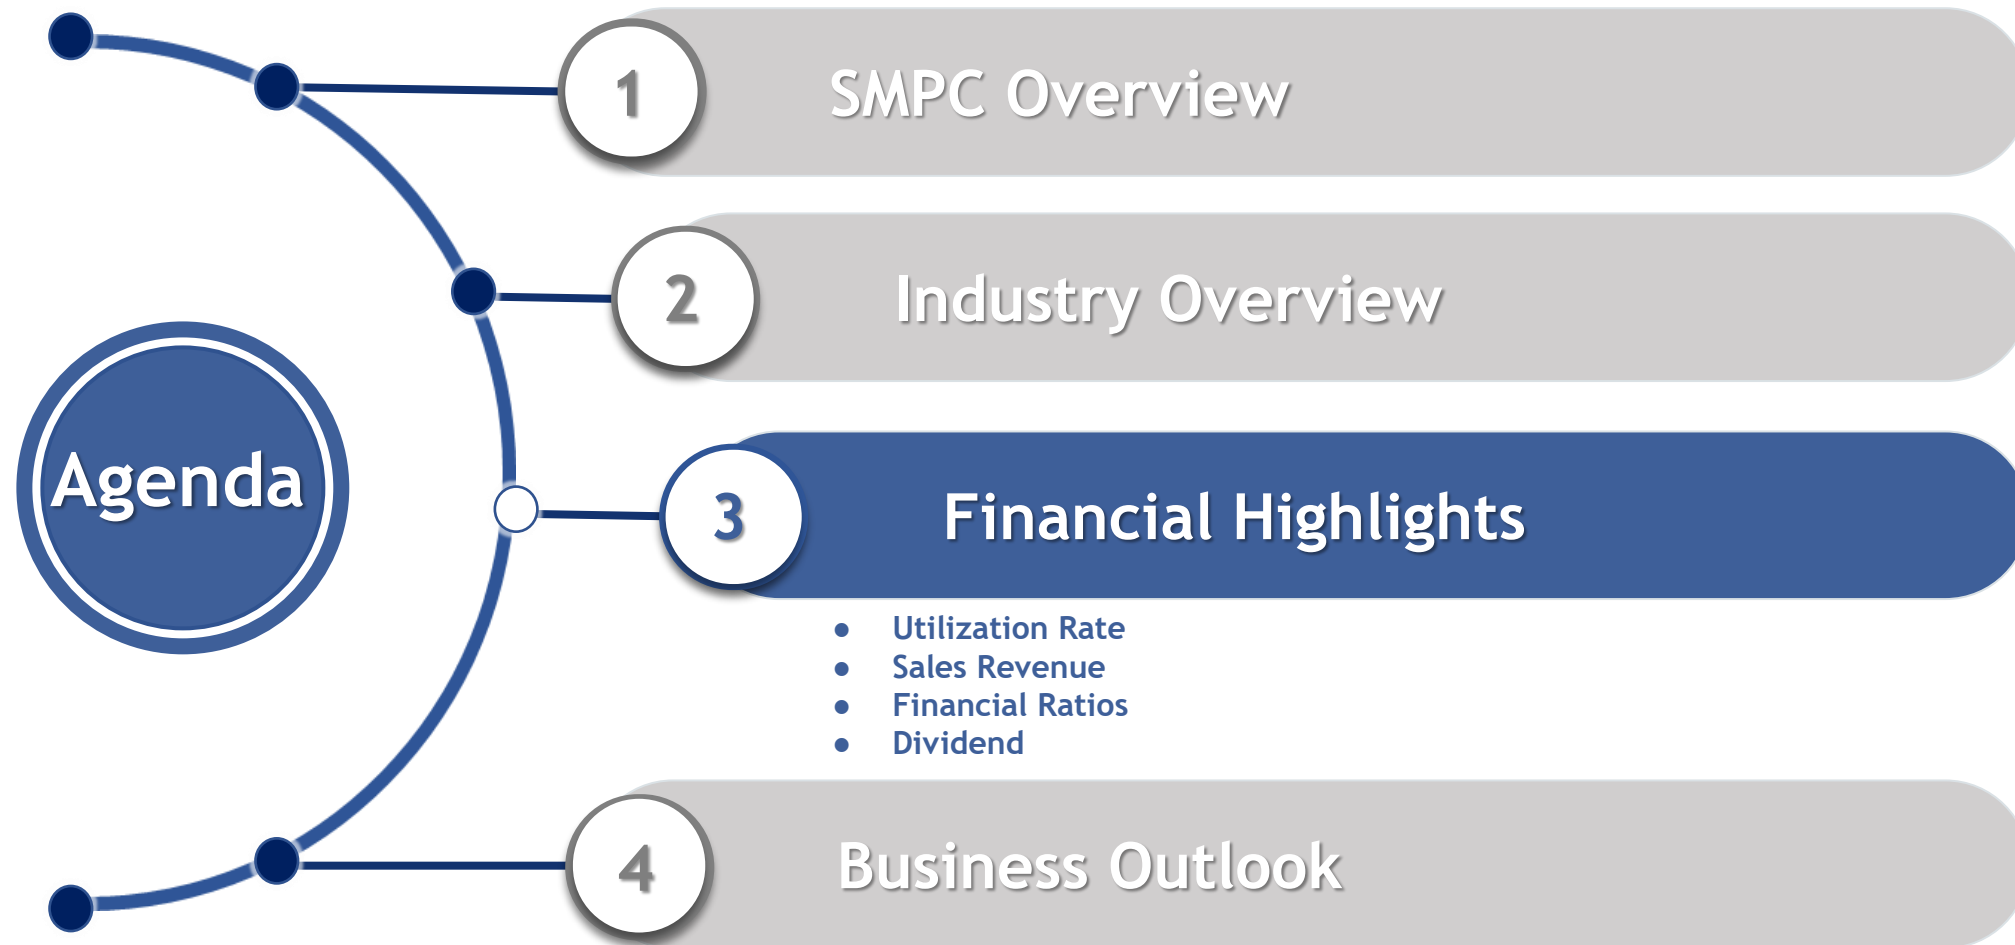 Agenda
1
SMPC Overview
2
Industry Overview
3
Financial Highlights
● Utilization Rate
● Sales Revenue
● Financial Ratios
● Dividend
4
Business Outlook